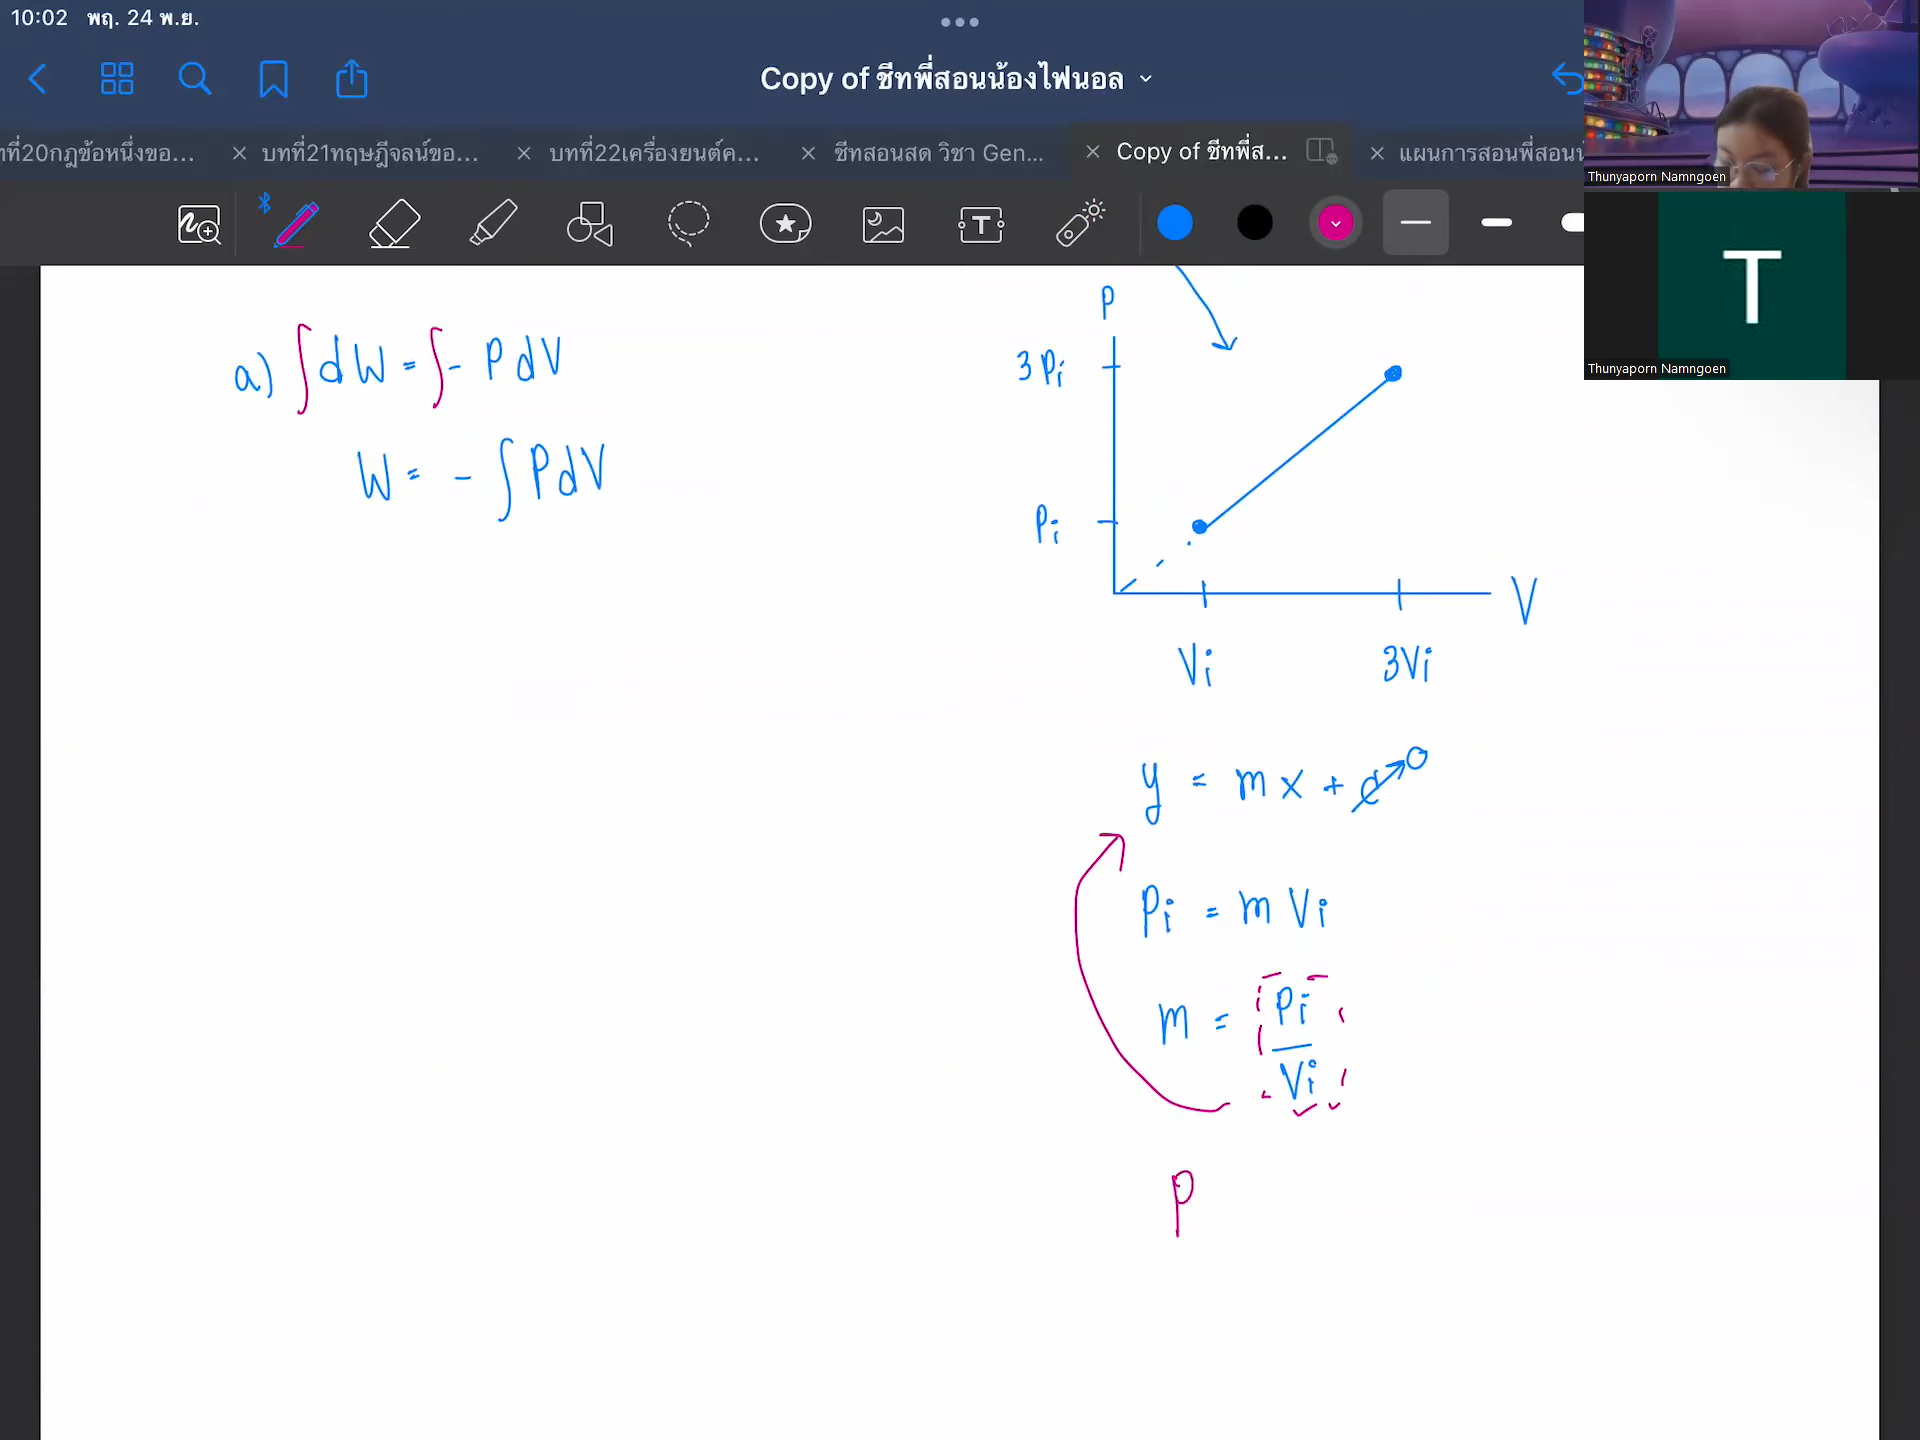 10:02 พฤ. 24 พ.ย.
Copy of ชีทพี่สอนน้องไฟนอล
ที่20กฎข้อหนึ่งขอ...
บทที่21ทฤษฎีจลน์ขอ...
บทที่22เครื่องยนต์ค...
ชีทสอนสด วิชา Gen...
Copy of ชีทพี่ส...
แผนการสอนพี่สอน
Thunyaporn Namngoen
T
Thunyaporn Namngoen
a) ∫ dW = ∫ - P dV
W = - ∫ P dV
P
3Pi
Pi
V
Vi
3Vi
y = mx + c 0
Pi = m Vi
m = Pi / Vi
P